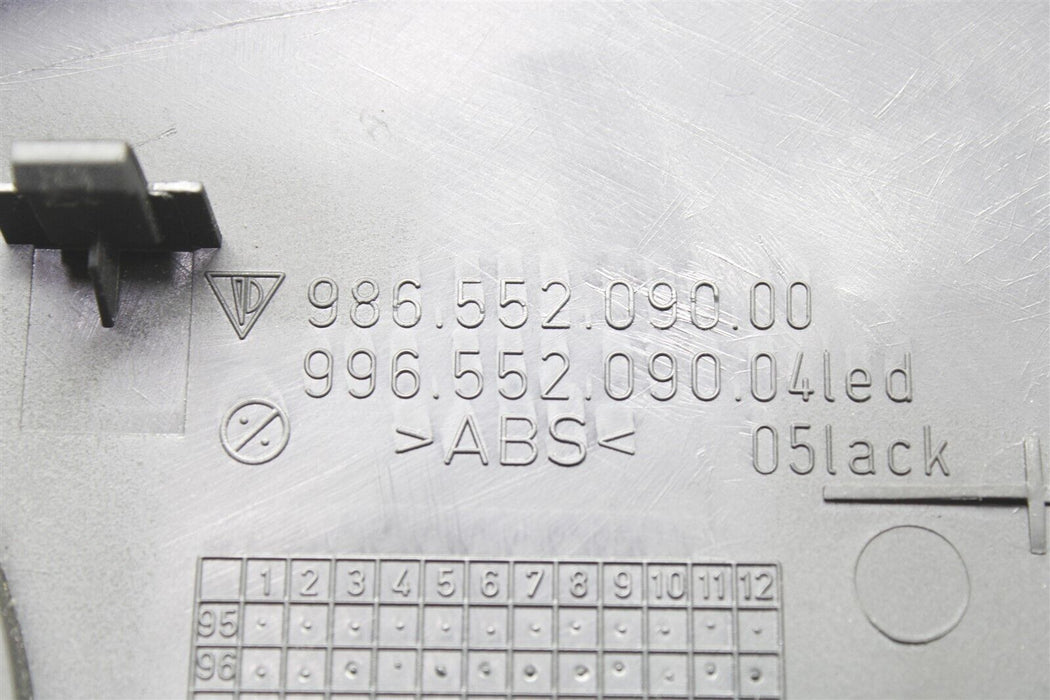 986.552.090.00
996.552.090.04led
>ABS< 05lack
1 2 3 4 5 6 7 8 9 10 11 12
95
96